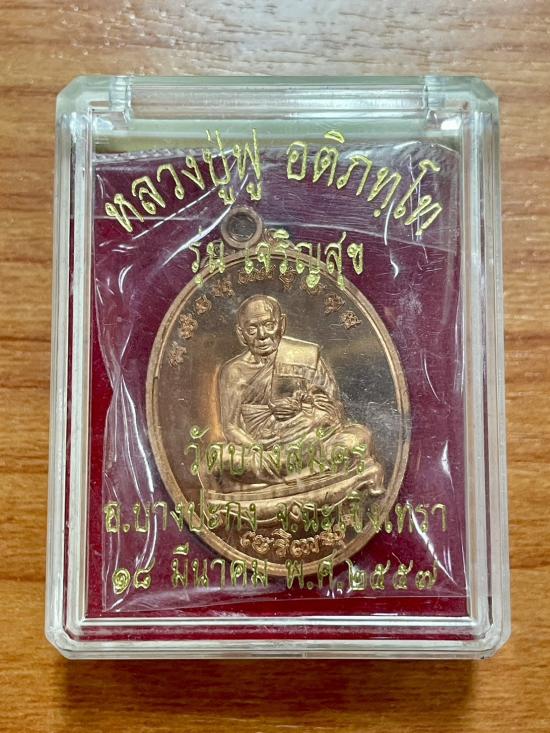 หลวงปู่ฟู อติภทฺโท
รุ่น เจริญสุข
วัดบางสมัคร
อ.บางปะกง จ.ฉะเชิงเทรา
๑๘ มีนาคม พ.ศ.๒๕๕๗